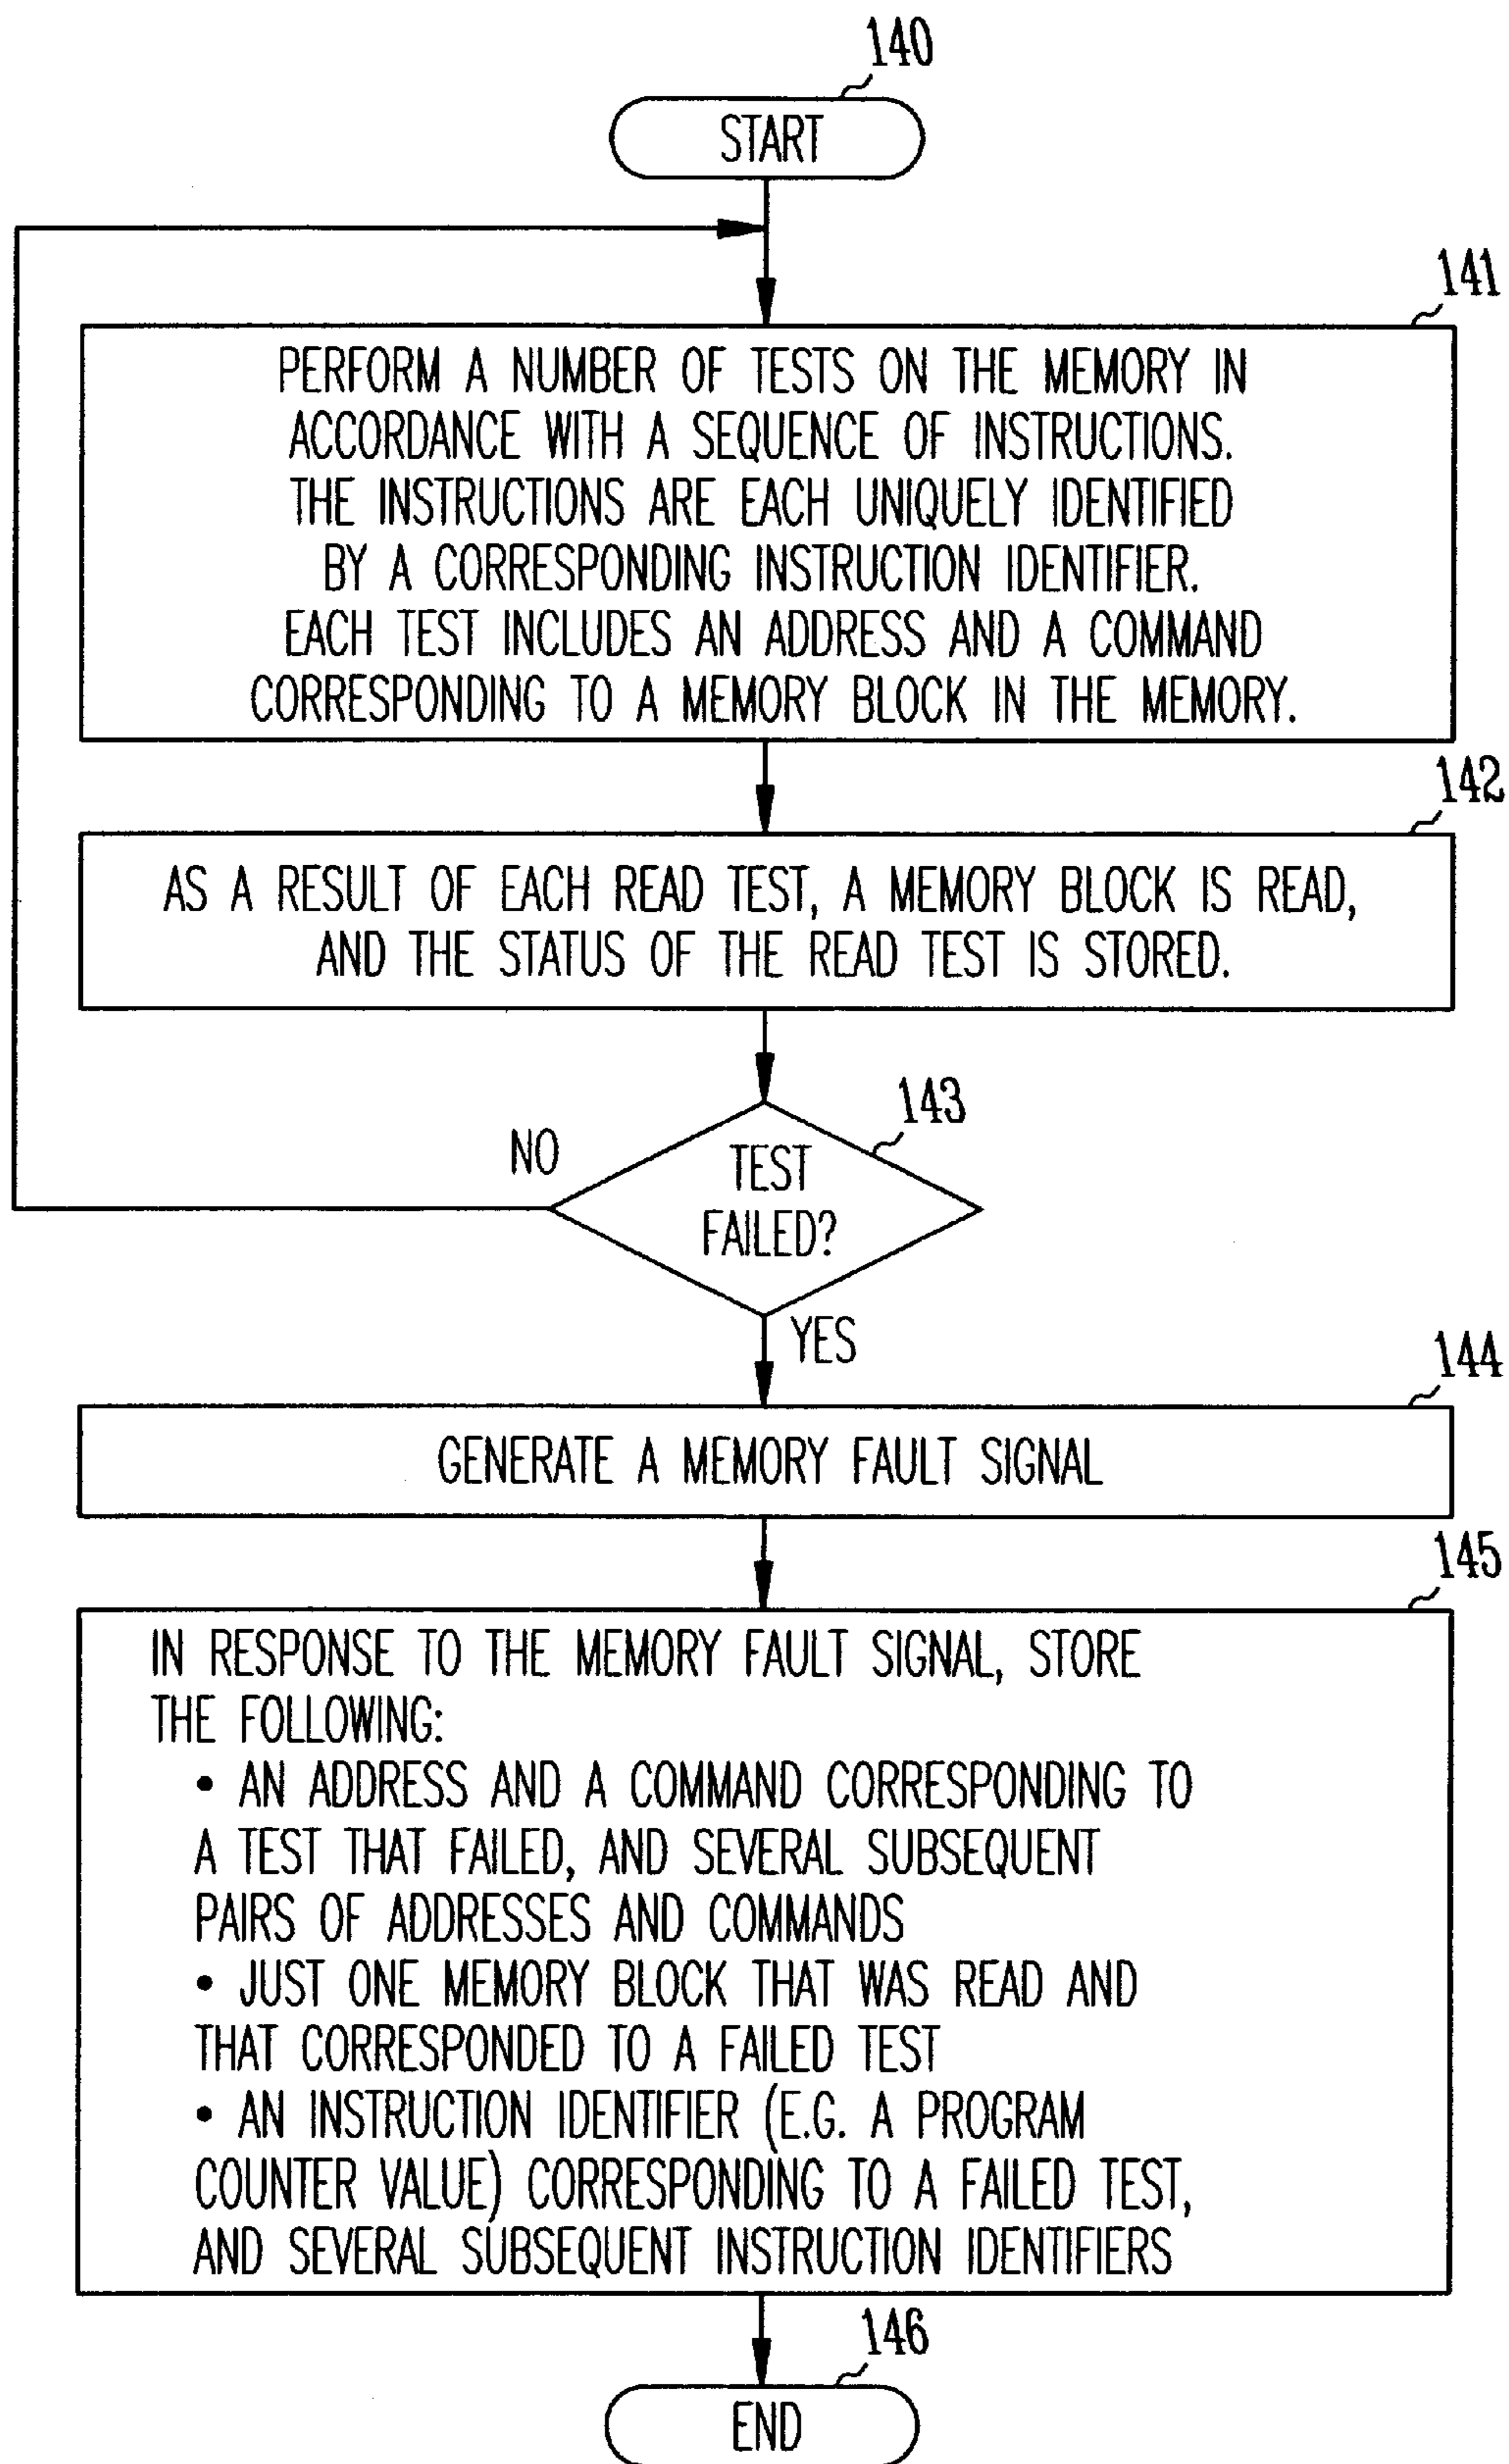 140
START
141
PERFORM A NUMBER OF TESTS ON THE MEMORY IN
ACCORDANCE WITH A SEQUENCE OF INSTRUCTIONS.
THE INSTRUCTIONS ARE EACH UNIQUELY IDENTIFIED
BY A CORRESPONDING INSTRUCTION IDENTIFIER.
EACH TEST INCLUDES AN ADDRESS AND A COMMAND
CORRESPONDING TO A MEMORY BLOCK IN THE MEMORY.
142
AS A RESULT OF EACH READ TEST, A MEMORY BLOCK IS READ,
AND THE STATUS OF THE READ TEST IS STORED.
143
NO
TEST
FAILED?
YES
144
GENERATE A MEMORY FAULT SIGNAL
145
IN RESPONSE TO THE MEMORY FAULT SIGNAL, STORE
THE FOLLOWING:
• AN ADDRESS AND A COMMAND CORRESPONDING TO
A TEST THAT FAILED, AND SEVERAL SUBSEQUENT
PAIRS OF ADDRESSES AND COMMANDS
• JUST ONE MEMORY BLOCK THAT WAS READ AND
THAT CORRESPONDED TO A FAILED TEST
• AN INSTRUCTION IDENTIFIER (E.G. A PROGRAM
COUNTER VALUE) CORRESPONDING TO A FAILED TEST,
AND SEVERAL SUBSEQUENT INSTRUCTION IDENTIFIERS
146
END